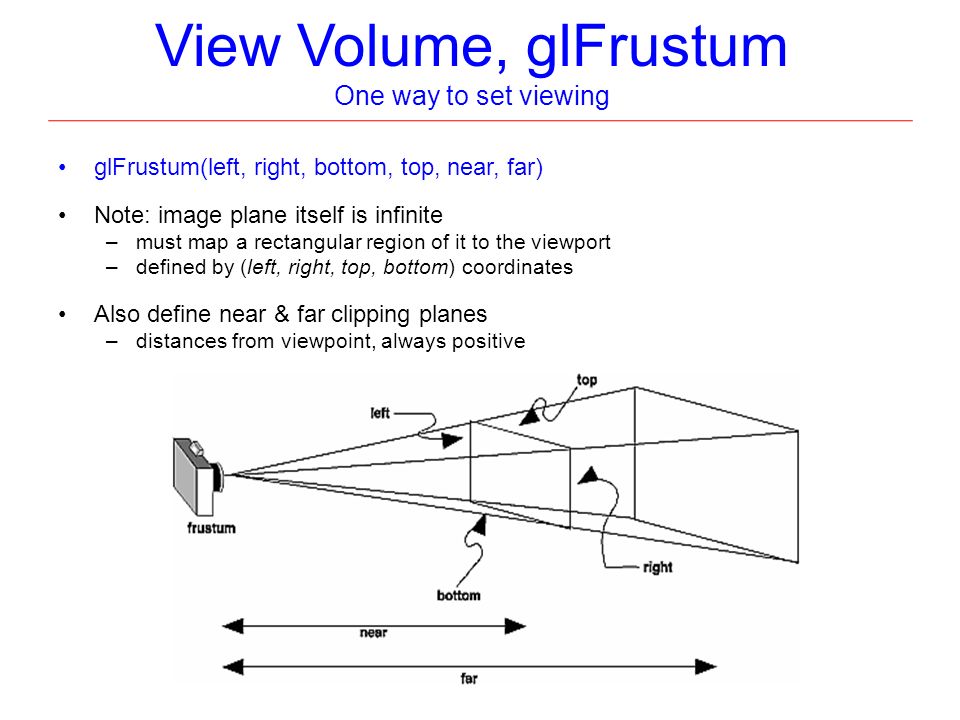 View Volume, glFrustum
One way to set viewing
• glFrustum(left, right, bottom, top, near, far)
• Note: image plane itself is infinite
– must map a rectangular region of it to the viewport
– defined by (left, right, top, bottom) coordinates
• Also define near & far clipping planes
– distances from viewpoint, always positive
top
left
frustum
right
bottom
near
far